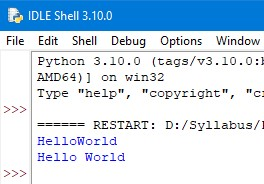 IDLE Shell 3.10.0
File Edit Shell Debug Options Window
Python 3.10.0 (tags/v3.10.0:
AMD64)] on win32
Type "help", "copyright",
>>>
====== RESTART: D:/Syllabus/
HelloWorld
Hello World
>>>